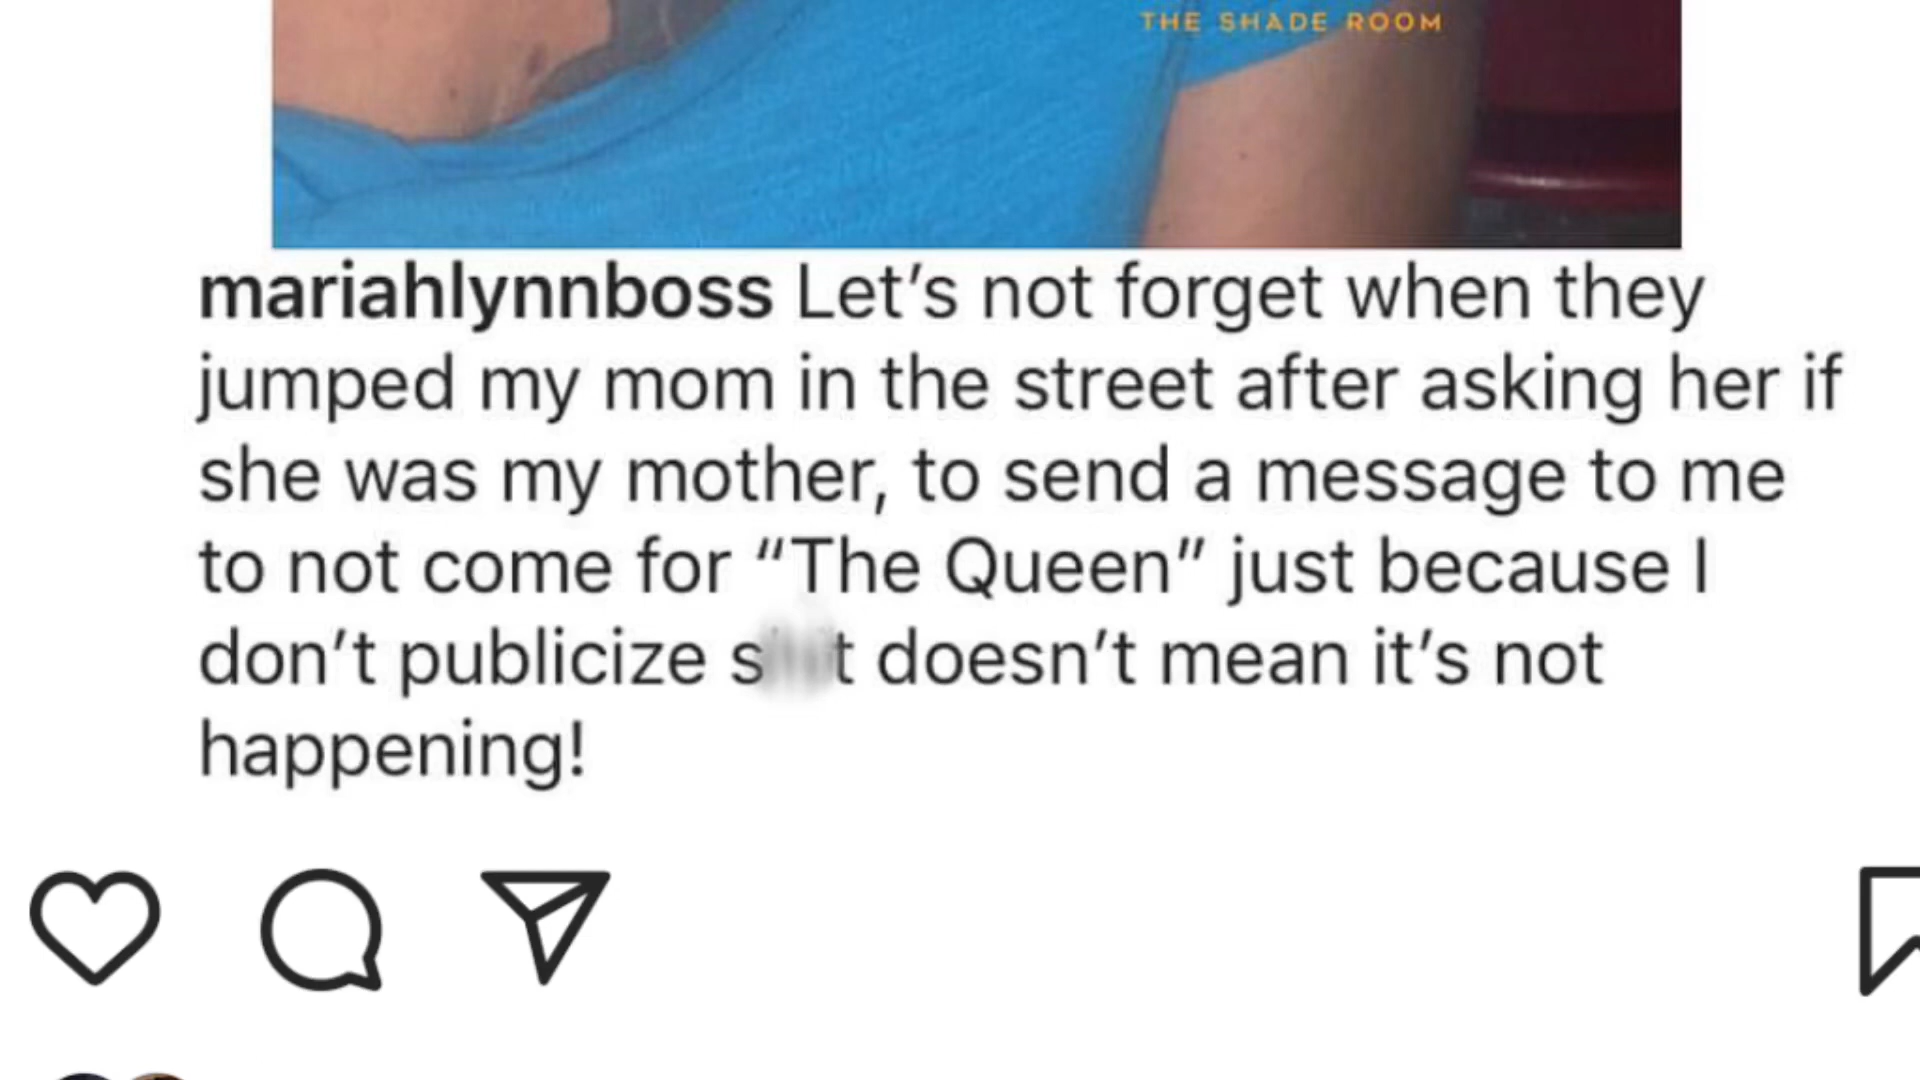 THE SHADE ROOM
mariahlynnboss Let’s not forget when they
jumped my mom in the street after asking her if
she was my mother, to send a message to me
to not come for “The Queen” just because I
don’t publicize doesn’t mean it’s not
happening!